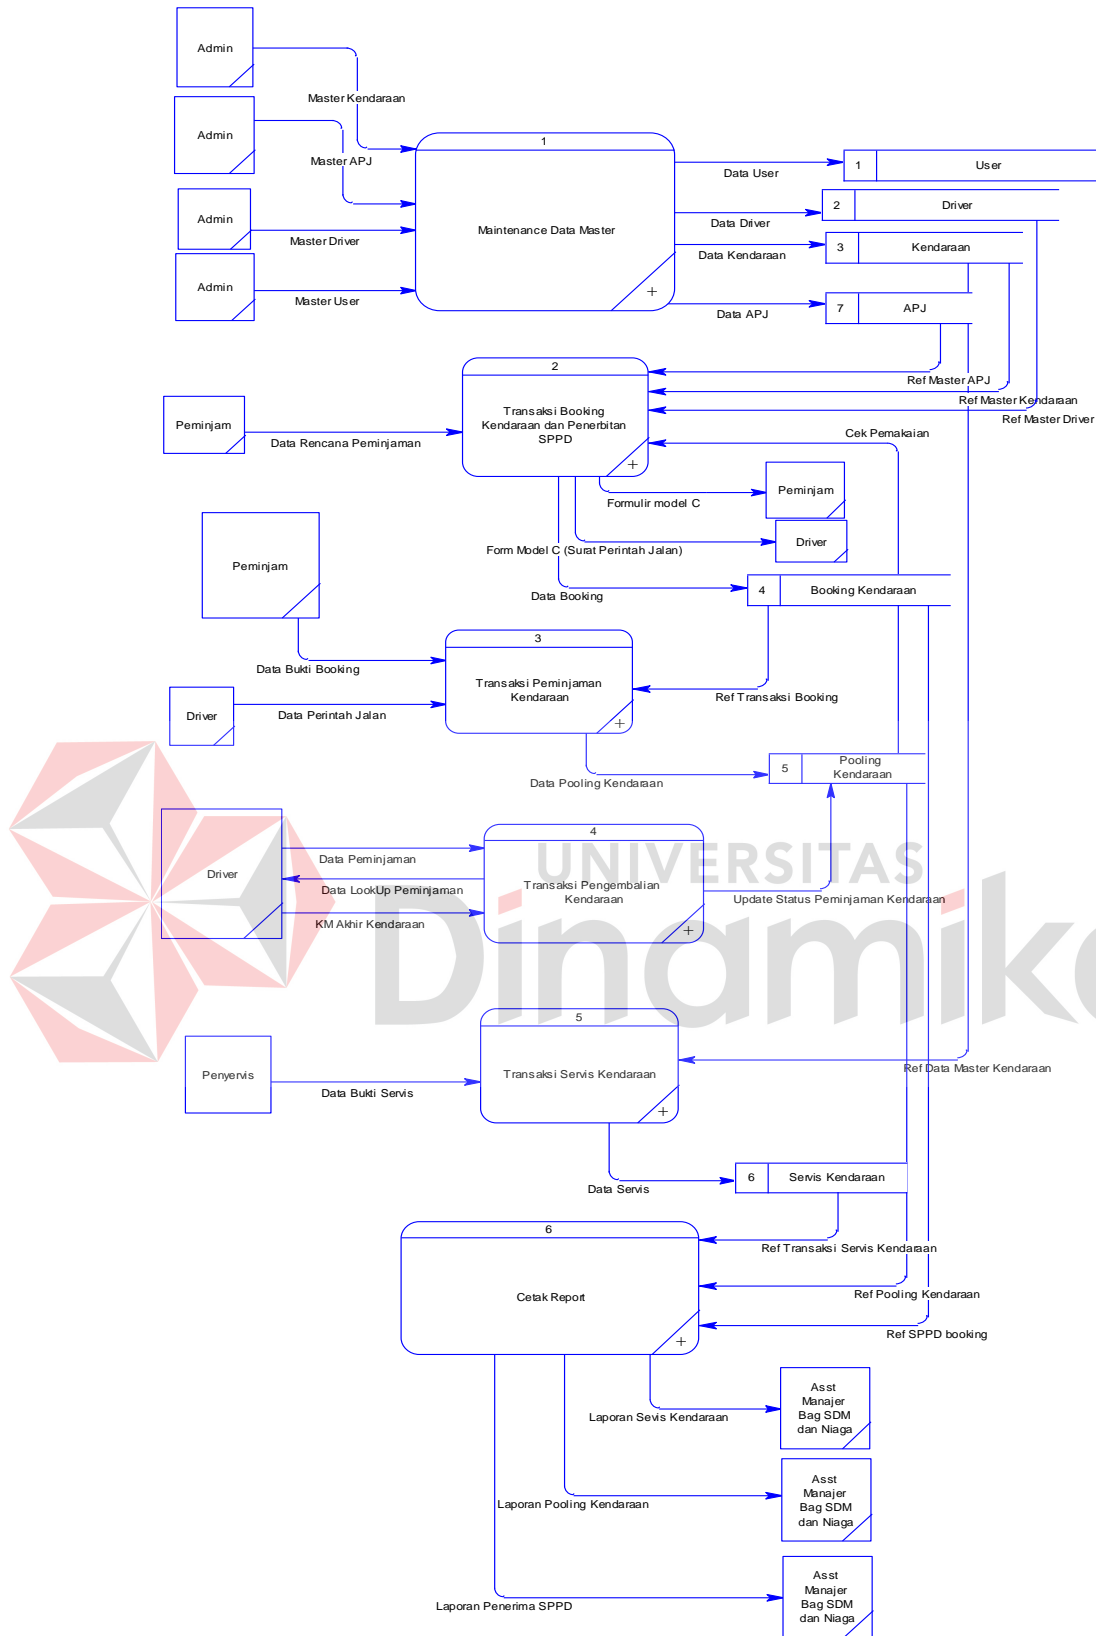 Admin
Master Kendaraan
Admin
Master APJ
Admin
Master Driver
Admin
Master User
1
Maintenance Data Master
Data User
1
User
Data Driver
2
Driver
Data Kendaraan
3
Kendaraan
Data APJ
7
APJ
2
Transaksi Booking
Kendaraan dan Penerbitan
SPPD
Ref Master APJ
Ref Master Kendaraan
Ref Master Driver
Cek Pemakaian
Peminjam
Data Rencana Peminjaman
Formulir model C
Peminjam
Form Model C (Surat Perintah Jalan)
Driver
Data Booking
4
Booking Kendaraan
Peminjam
Data Bukti Booking
3
Transaksi Peminjaman
Kendaraan
Ref Transaksi Booking
Driver
Data Perintah Jalan
Data Pooling Kendaraan
5
Pooling
Kendaraan
Driver
Data Peminjaman
Data LookUp Peminjaman
KM Akhir Kendaraan
4
Transaksi Pengembalian
Kendaraan
Update Status Peminjaman Kendaraan
UNIVERSITAS
Dinamika
5
Transaksi Servis Kendaraan
Ref Data Master Kendaraan
Penyervis
Data Bukti Servis
Data Servis
6
Servis Kendaraan
6
Cetak Report
Ref Transaksi Servis Kendaraan
Ref Pooling Kendaraan
Ref SPPD booking
Laporan Sevis Kendaraan
Asst
Manajer
Bag SDM
dan Niaga
Laporan Pooling Kendaraan
Asst
Manajer
Bag SDM
dan Niaga
Laporan Penerima SPPD
Asst
Manajer
Bag SDM
dan Niaga